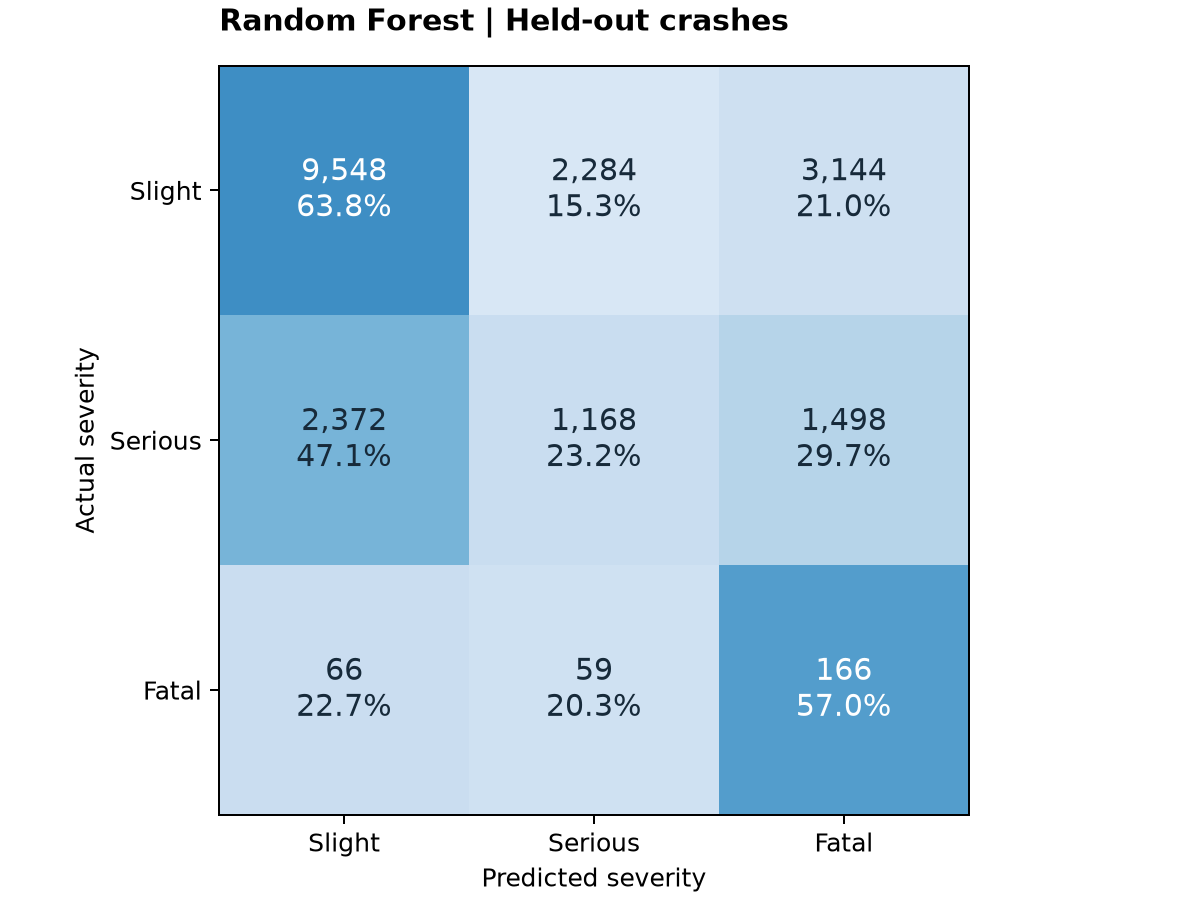 Random Forest | Held-out crashes
Slight
9,548
63.8%
2,284
15.3%
3,144
21.0%
Serious
2,372
47.1%
1,168
23.2%
1,498
29.7%
Fatal
66
22.7%
59
20.3%
166
57.0%
Actual severity
Slight
Serious
Fatal
Predicted severity